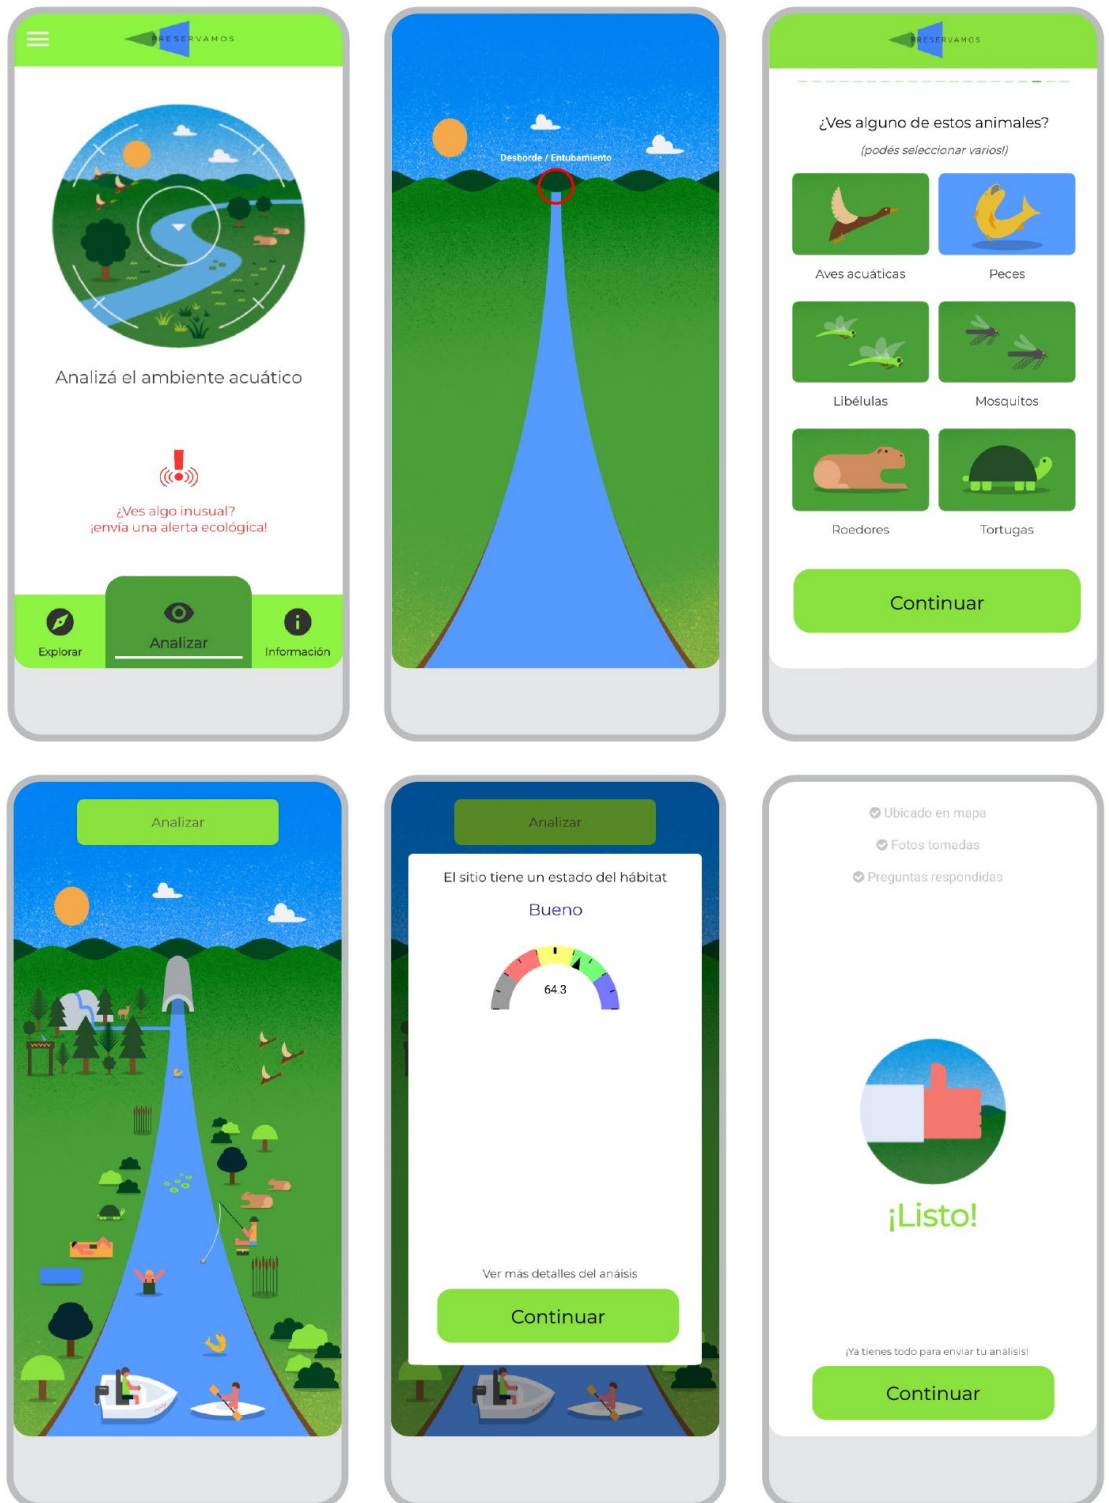 PRESERVAMOS
Analizá el ambiente acuático
¿Ves algo inusual?
¡envía una alerta ecológica!
Explorar
Analizar
Información
Desborde / Entubamiento
PRESERVAMOS
¿Ves alguno de estos animales?
(podés seleccionar varios!)
Aves acuáticas
Peces
Libélulas
Mosquitos
Roedores
Tortugas
Continuar
Analizar
Analizar
El sitio tiene un estado del hábitat
Bueno
64.3
Ver más detalles del anáisis
Continuar
Ubicado en mapa
Fotos tomadas
Preguntas respondidas
¡Listo!
¡Ya tienes todo para enviar tu análisis!
Continuar